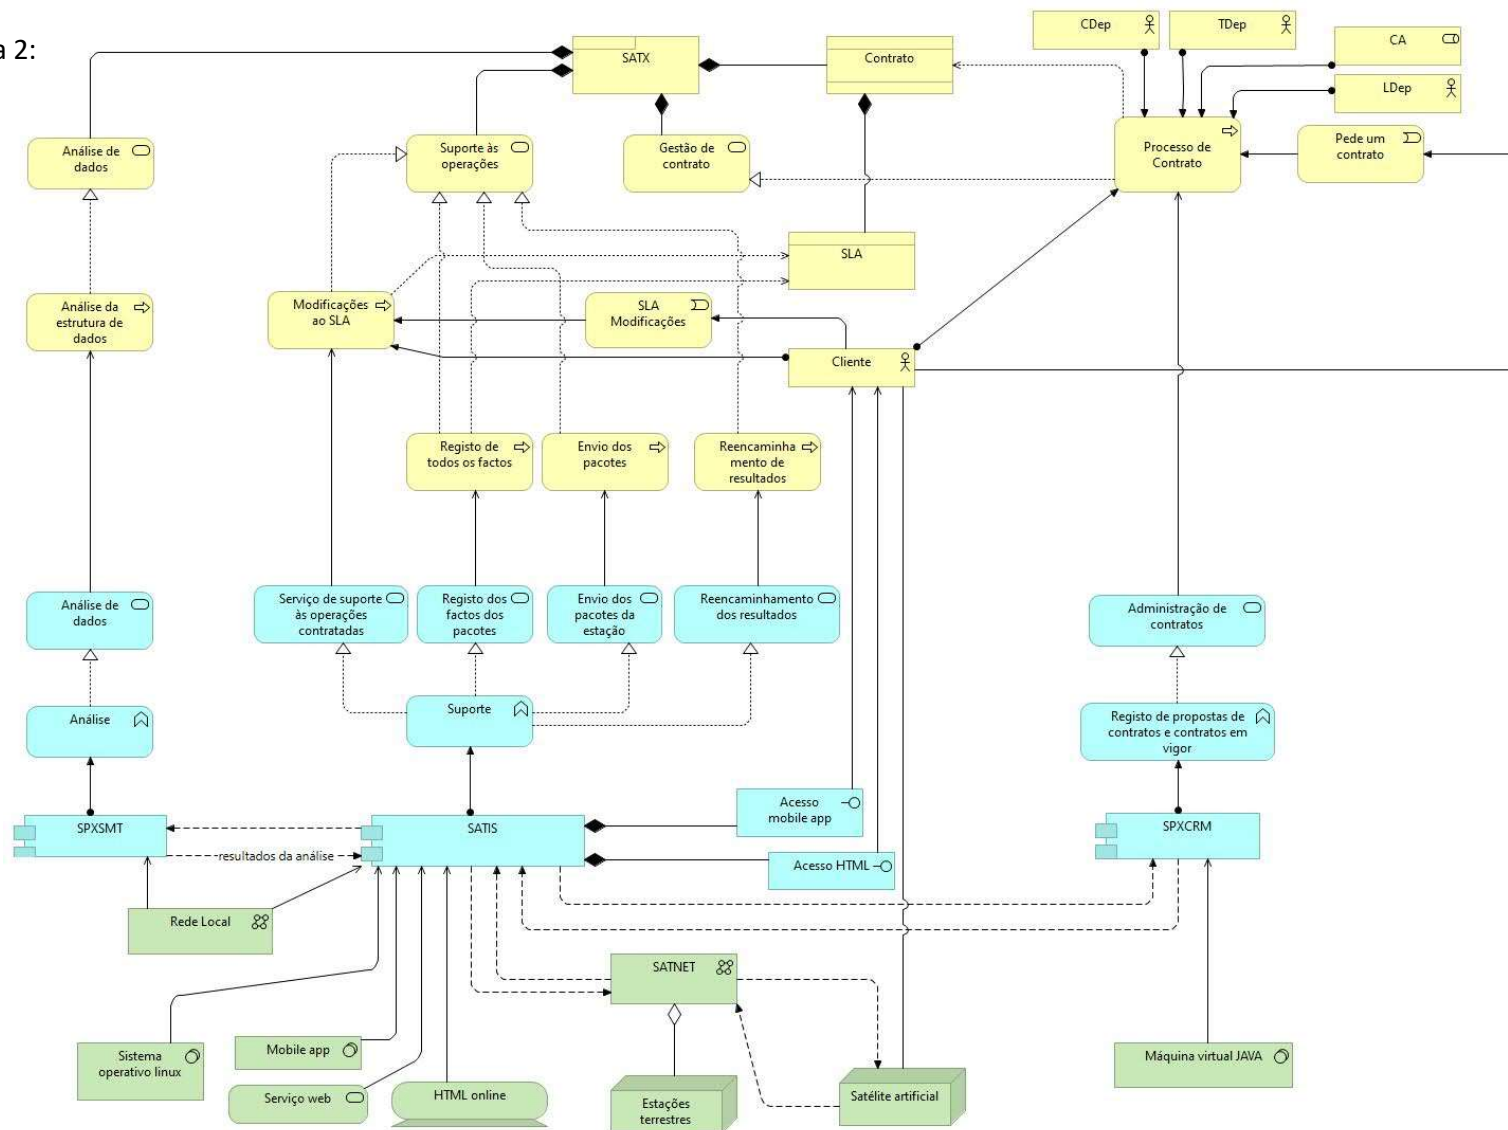 a 2:
CDep
TDep
CA
LDep
SATX
Contrato
Análise de
dados
Suporte às
operações
Gestão de
contrato
Processo de
Contrato
Pede um
contrato
SLA
Análise da
estrutura de
dados
Modificações
ao SLA
SLA
Modificações
Cliente
Registo de
todos os factos
Envio dos
pacotes
Reencaminha
mento de
resultados
Análise de
dados
Serviço de suporte
às operações
contratadas
Registo dos
factos dos
pacotes
Envio dos
pacotes da
estação
Reencaminhamento
dos resultados
Administração de
contratos
Análise
Suporte
Registo de propostas de
contratos e contratos em
vigor
SPXSMT
SATIS
Acesso
mobile app
SPXCRM
resultados da análise
Acesso HTML
Rede Local
SATNET
Sistema
operativo linux
Mobile app
Serviço web
HTML online
Estações
terrestres
Satélite artificial
Máquina virtual JAVA